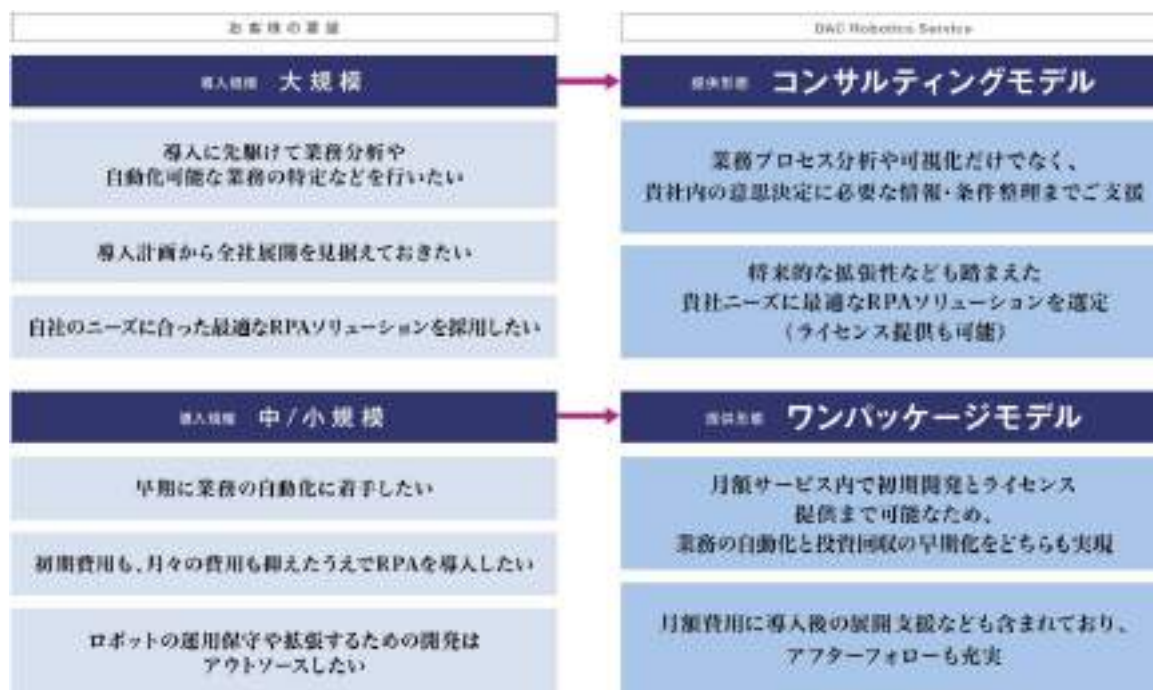 お客様の要望
DAC Robotics Service
導入規模 大規模
提供形態 コンサルティングモデル
導入に先駆けて業務分析や
自動化可能な業務の特定などを行いたい
導入計画から全社展開を見据えておきたい
自社のニーズに合った最適なRPAソリューションを採用したい
業務プロセス分析や可視化だけでなく、
貴社内の意思決定に必要な情報・条件整理までご支援
将来的な拡張性なども踏まえた
貴社ニーズに最適なRPAソリューションを選定
(ライセンス提供も可能)
導入規模 中/小規模
提供形態 ワンパッケージモデル
早期に業務の自動化に着手したい
初期費用も、月々の費用も抑えたうえでRPAを導入したい
ロボットの運用保守や拡張するための開発は
アウトソースしたい
月額サービス内で初期開発とライセンス
提供まで可能なため、
業務の自動化と投資回収の早期化をどちらも実現
月額費用に導入後の展開支援なども含まれており、
アフターフォローも充実